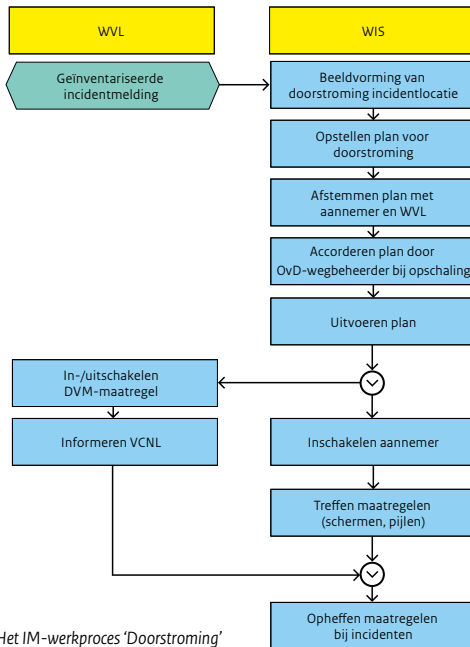 WVL
WIS
Geïnventariseerde
incidentmelding
Beeldvorming van
doorstroming incidentlocatie
Opstellen plan voor
doorstroming
Afstemmen plan met
aannemer en WVL
Accorderen plan door
OvD-wegbeheerder bij opschaling
Uitvoeren plan
In-/uitschakelen
DVM-maatregel
Informeren VCNL
Inschakelen aannemer
Treffen maatregelen
(schermen, pijlen)
Opheffen maatregelen
bij incidenten
Het IM-werkproces ‘Doorstroming’